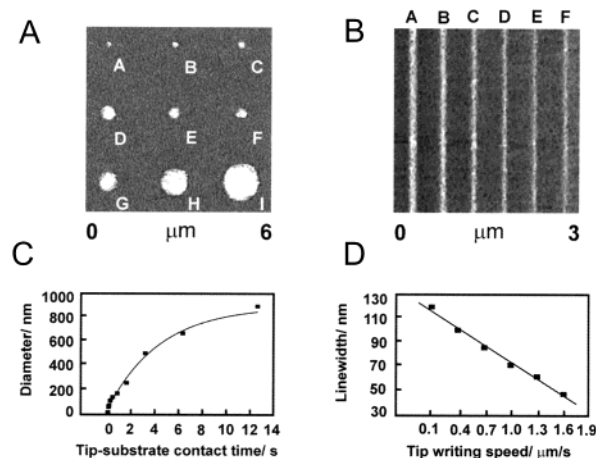 A
A B C
D E F
G H I
0 μm 6
B
A B C D E F
0 μm 3
C
Diameter/ nm
1000
800
600
400
200
0
0 2 4 6 8 10 12 14
Tip-substrate contact time/ s
D
Linewidth/ nm
130
110
90
70
50
30
0.1 0.4 0.7 1.0 1.3 1.6 1.9
Tip writing speed/ μm/s